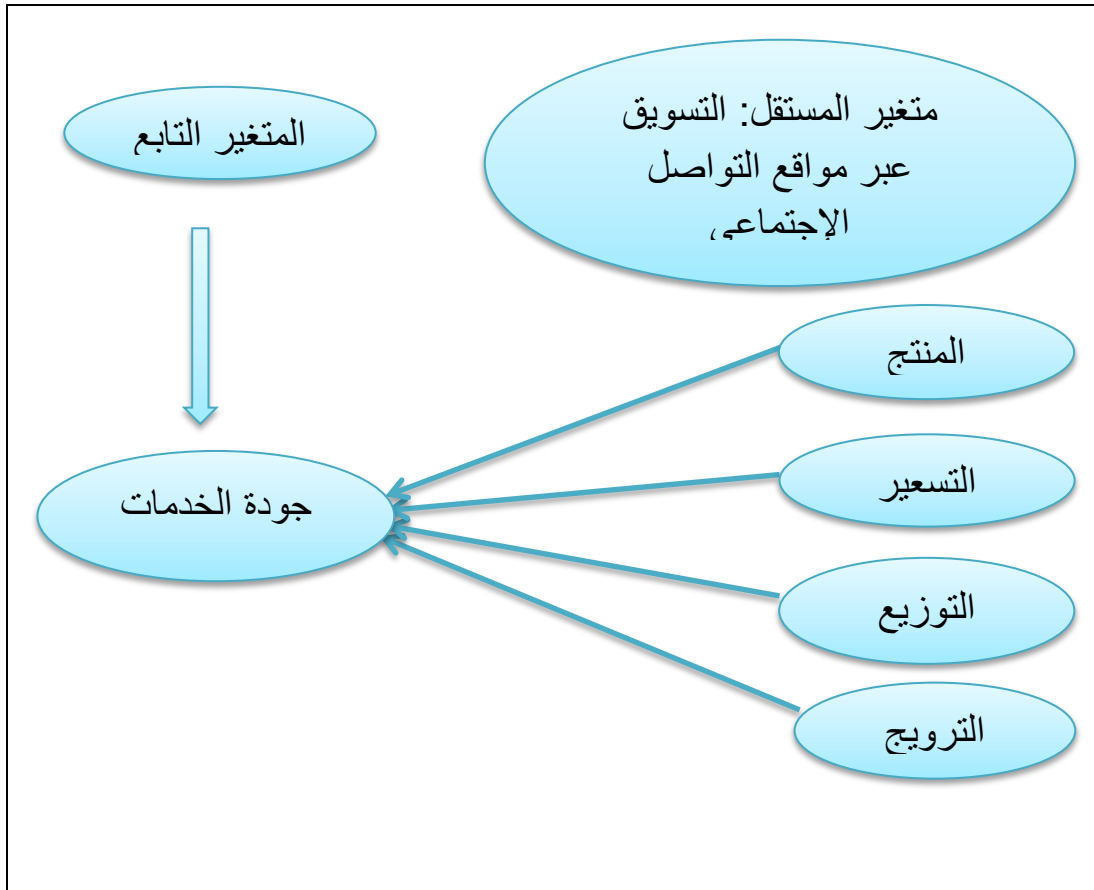 متغير المستقل: التسويق
عبر مواقع التواصل
الإجتماعي
المتغير التابع
المنتج
التسعير
جودة الخدمات
التوزيع
الترويج